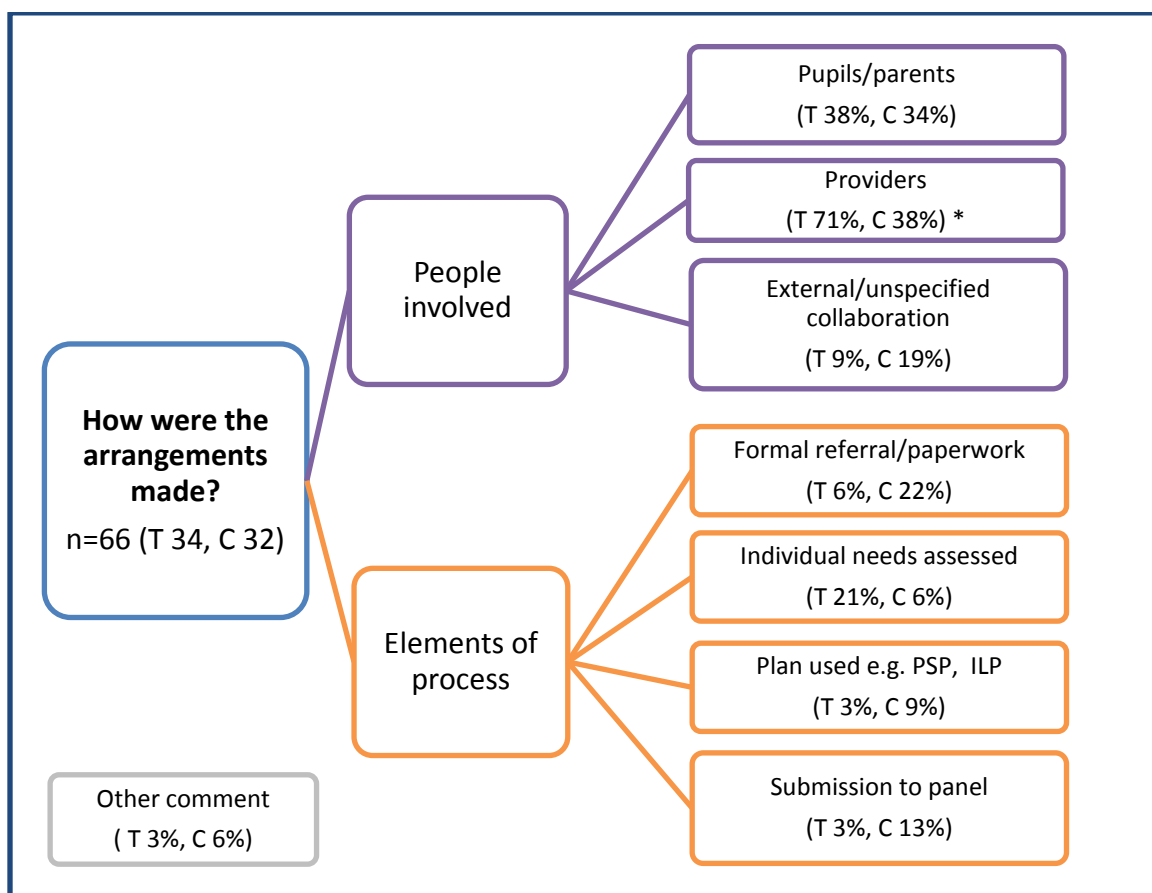 How were the
arrangements
made?
n=66 (T 34, C 32)
People
involved
Pupils/parents
(T 38%, C 34%)
Providers
(T 71%, C 38%) *
External/unspecified
collaboration
(T 9%, C 19%)
Elements of
process
Formal referral/paperwork
(T 6%, C 22%)
Individual needs assessed
(T 21%, C 6%)
Plan used e.g. PSP, ILP
(T 3%, C 9%)
Submission to panel
(T 3%, C 13%)
Other comment
( T 3%, C 6%)